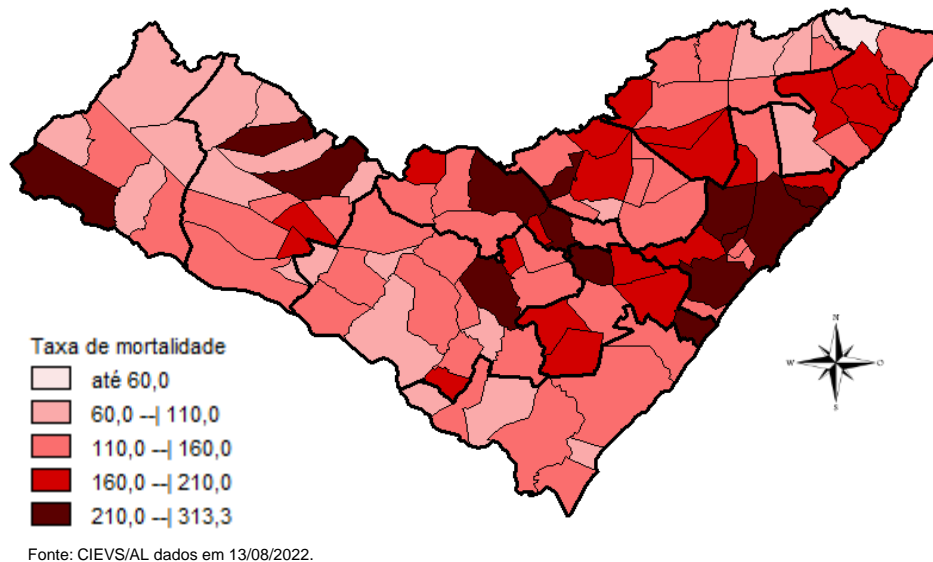 N
W
O
S
Taxa de mortalidade
até 60,0
60,0 --| 110,0
110,0 --| 160,0
160,0 --| 210,0
210,0 --| 313,3
Fonte: CIEVS/AL dados em 13/08/2022.